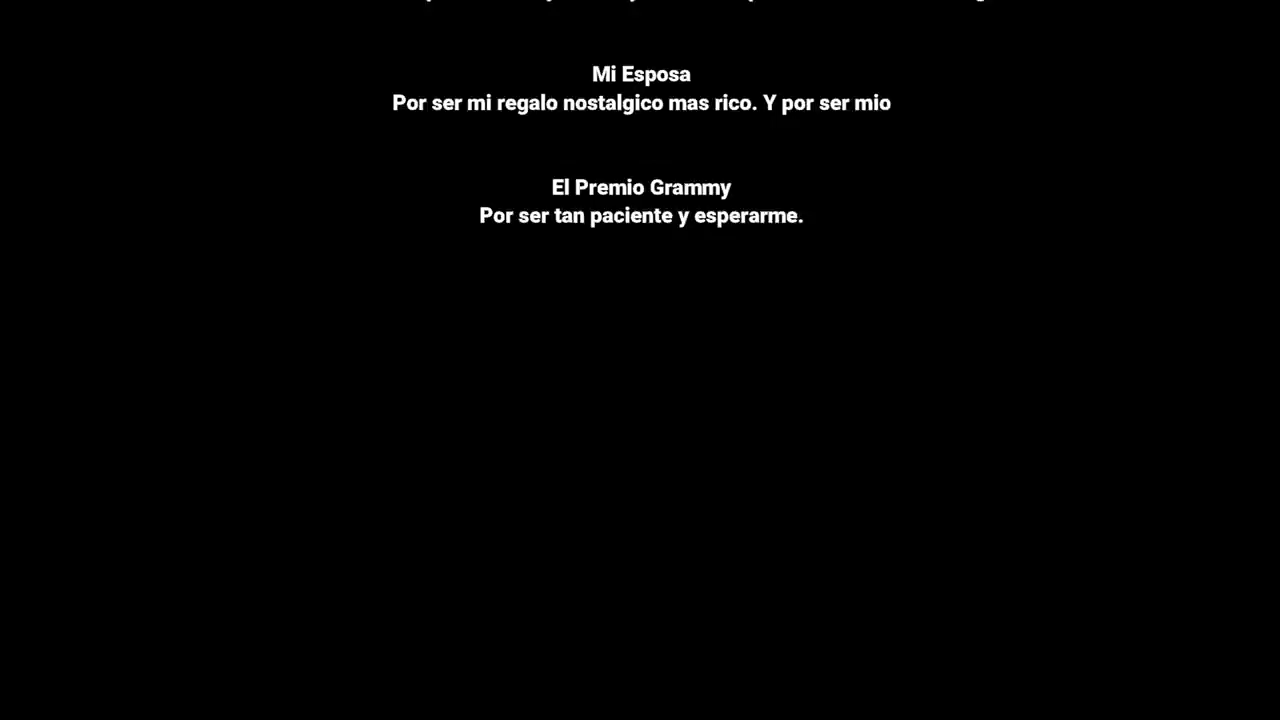 Mi Esposa
Por ser mi regalo nostalgico mas rico. Y por ser mio
El Premio Grammy
Por ser tan paciente y esperarme.